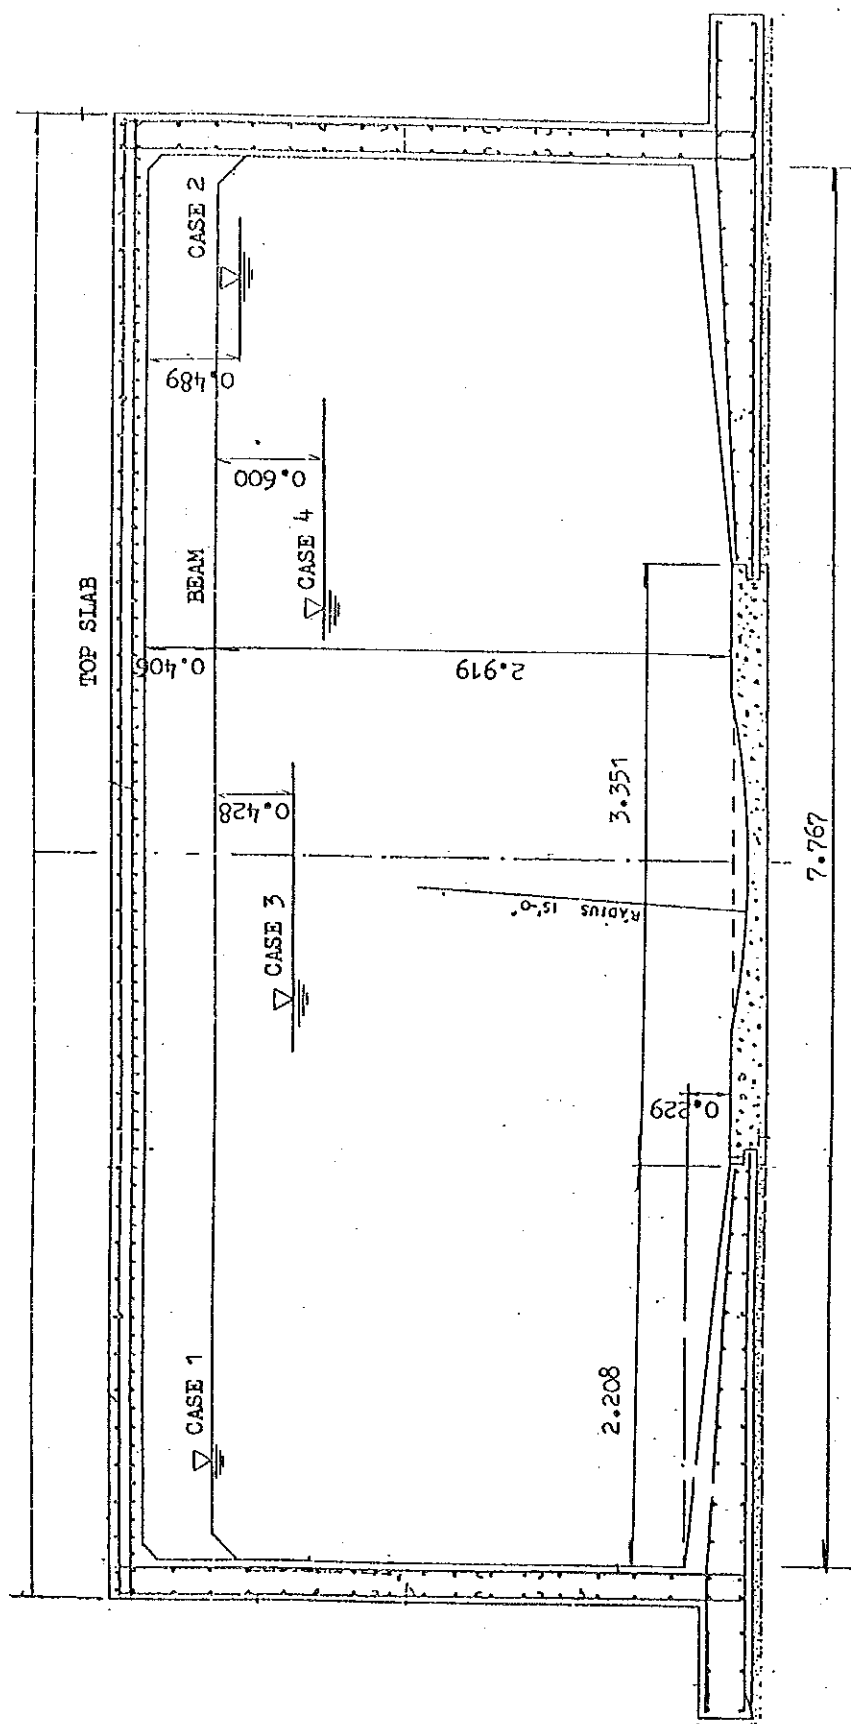 TOP SLAB
CASE 2
0.489
BEAM
0.600
CASE 4
0.406
2.919
0.428
CASE 3
3.351
RADIUS 15'-0"
7.767
0.229
CASE 1
2.208